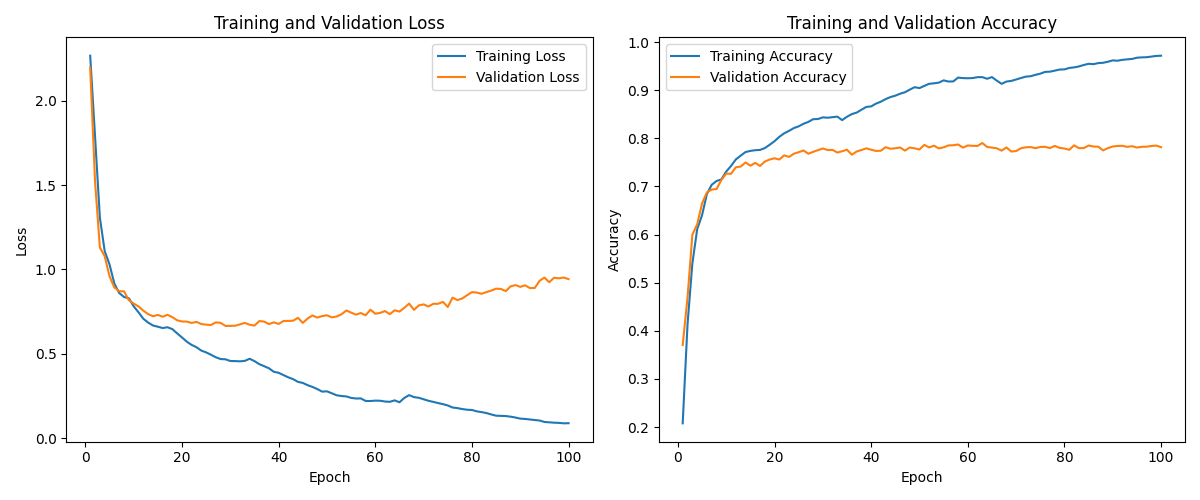 Training and Validation Loss
Training Loss
Validation Loss
Loss
2.0
1.5
1.0
0.5
0.0
0 20 40 60 80 100
Epoch
Training and Validation Accuracy
Training Accuracy
Validation Accuracy
Accuracy
1.0
0.9
0.8
0.7
0.6
0.5
0.4
0.3
0.2
0 20 40 60 80 100
Epoch